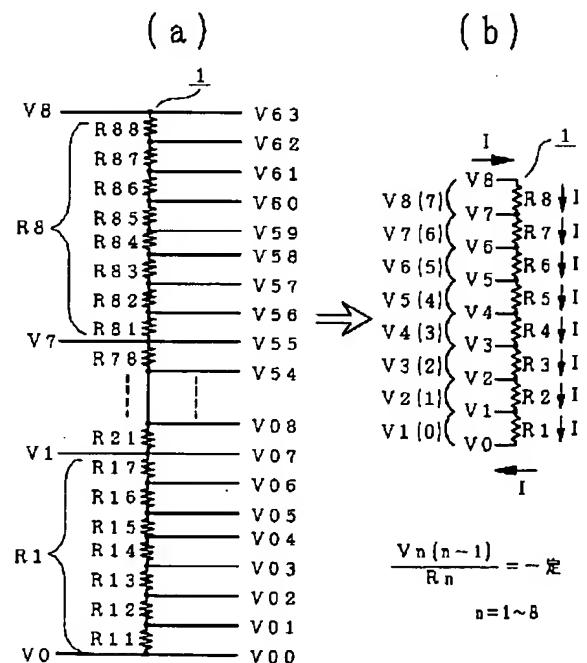 (a)
1
V8
V63
R88
V62
R87
V61
R86
V60
R85
V59
R8
R84
V58
R83
V57
R82
V56
R81
V7
V55
R78
V54
V08
R21
V1
V07
R17
V06
R16
V05
R15
V04
R1
R14
V03
R13
V02
R12
V01
R11
V0
V00
(b)
I
1
V8
V8(7)
R8
I
V7
V7(6)
R7
I
V6
V6(5)
R6
I
V5
V5(4)
R5
I
V4
V4(3)
R4
I
V3
V3(2)
R3
I
V2
V2(1)
R2
I
V1
V1(0)
R1
I
V0
I
Vn(n-1)
Rn
=一定
n=1~8